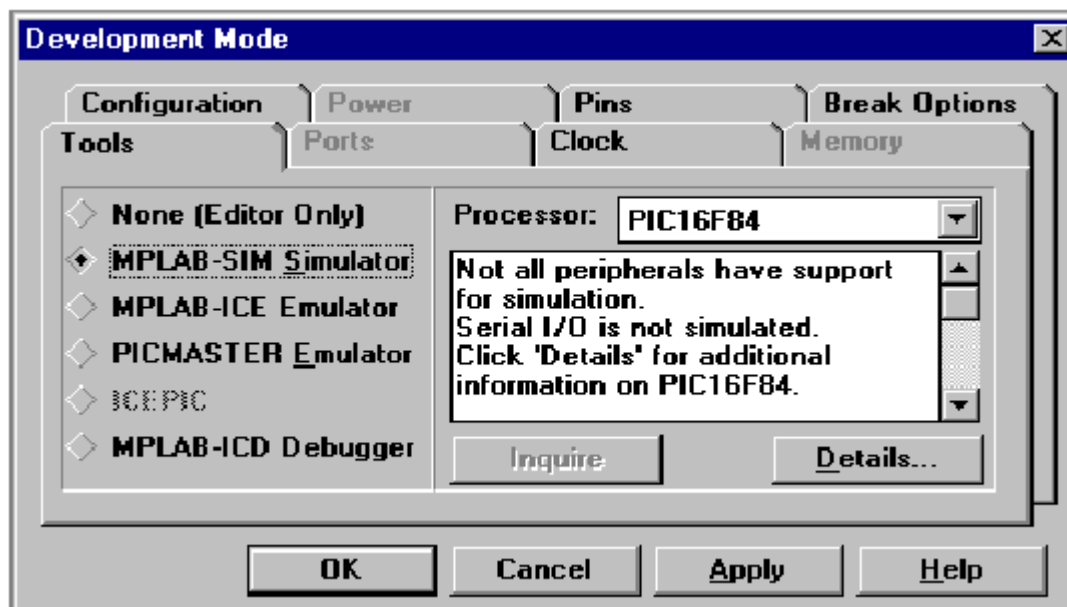 Development Mode
Configuration Power Pins Break Options
Tools Ports Clock Memory
None (Editor Only)
MPLAB-SIM Simulator
MPLAB-ICE Emulator
PICMASTER Emulator
ICEPIC
MPLAB-ICD Debugger
Processor: PIC16F84
Not all peripherals have support
for simulation.
Serial I/O is not simulated.
Click 'Details' for additional
information on PIC16F84.
Inquire Details...
OK Cancel Apply Help